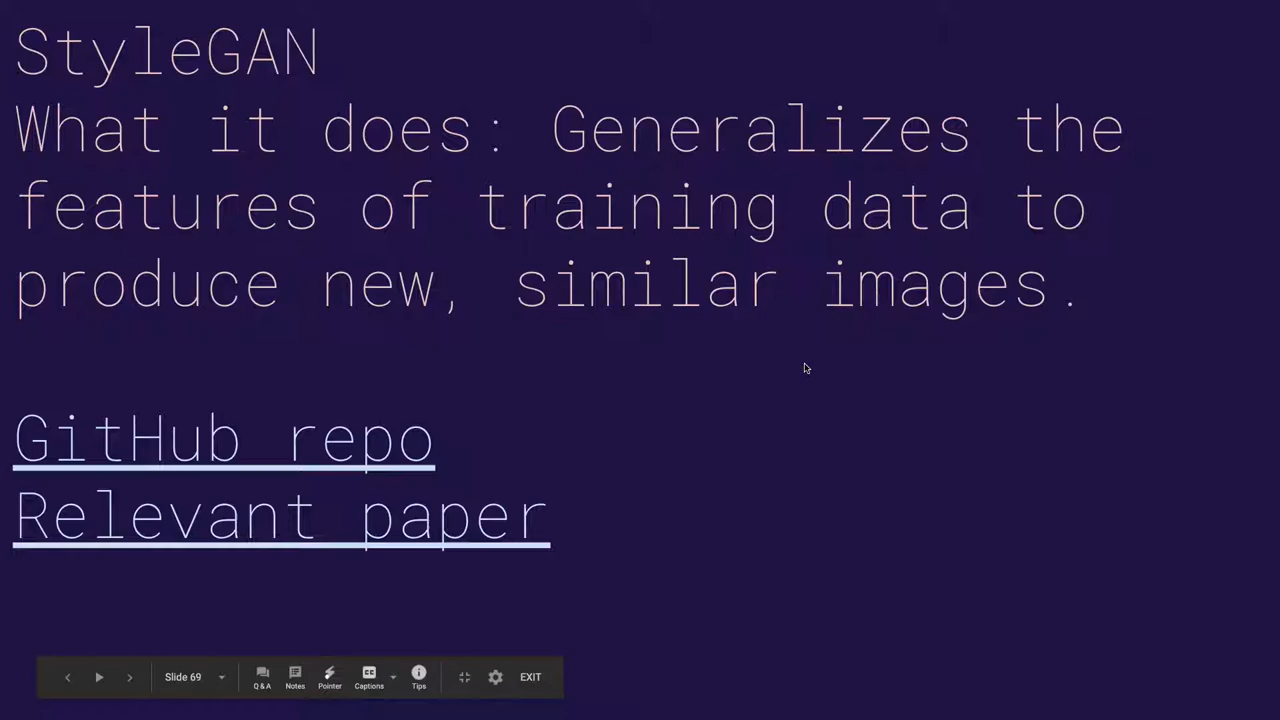 StyleGAN
What it does: Generalizes the
features of training data to
produce new, similar images.
GitHub repo
Relevant paper
Slide 69
Q & A
Notes
Pointer
Captions
Tips
EXIT